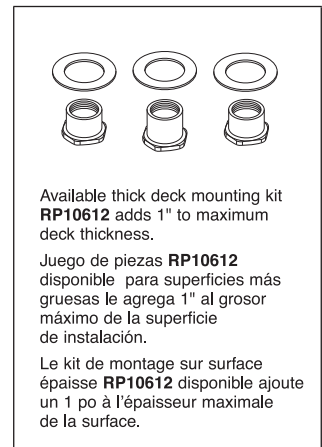 Available thick deck mounting kit
RP10612 adds 1" to maximum
deck thickness.
Juego de piezas RP10612
disponible para superficies más
gruesas le agrega 1" al grosor
máximo de la superficie
de instalación.
Le kit de montage sur surface
épaisse RP10612 disponible ajoute
un 1 po à l'épaisseur maximale
de la surface.